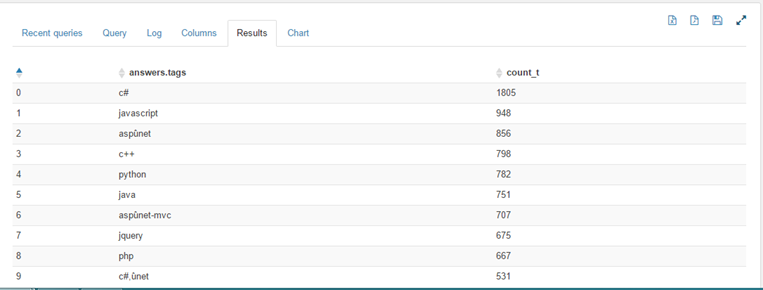 Recent queries Query Log Columns Results Chart
answers.tags count_t
0 c# 1805
1 javascript 948
2 aspûnet 856
3 c++ 798
4 python 782
5 java 751
6 aspûnet-mvc 707
7 jquery 675
8 php 667
9 c#,ûnet 531